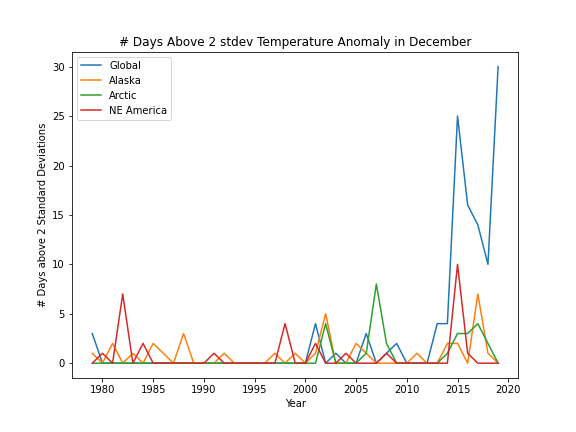 # Days Above 2 stdev Temperature Anomaly in December
Global
Alaska
Arctic
NE America
# Days above 2 Standard Deviations
30
25
20
15
10
5
0
1980 1985 1990 1995 2000 2005 2010 2015 2020
Year